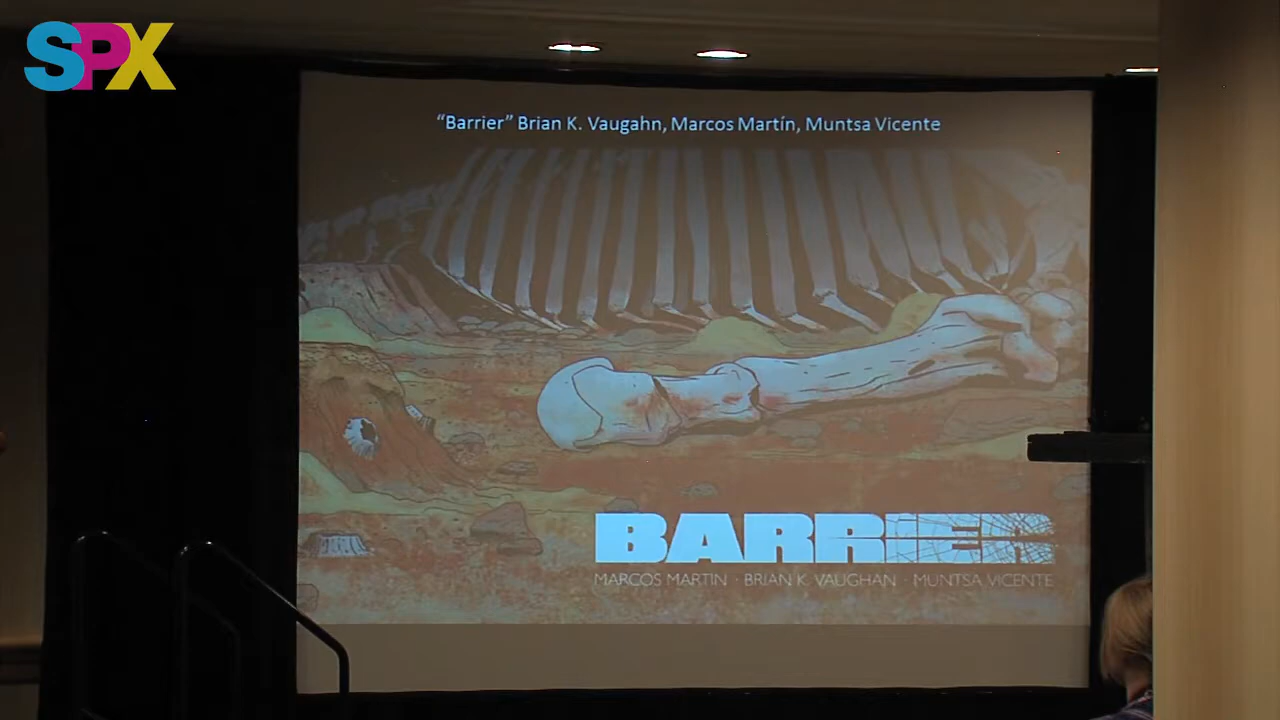 SPX
“Barrier” Brian K. Vaugahn, Marcos Martín, Muntsa Vicente
BARRIER
MARCOS MARTIN · BRIAN K. VAUGHAN · MUNTSA VICENTE